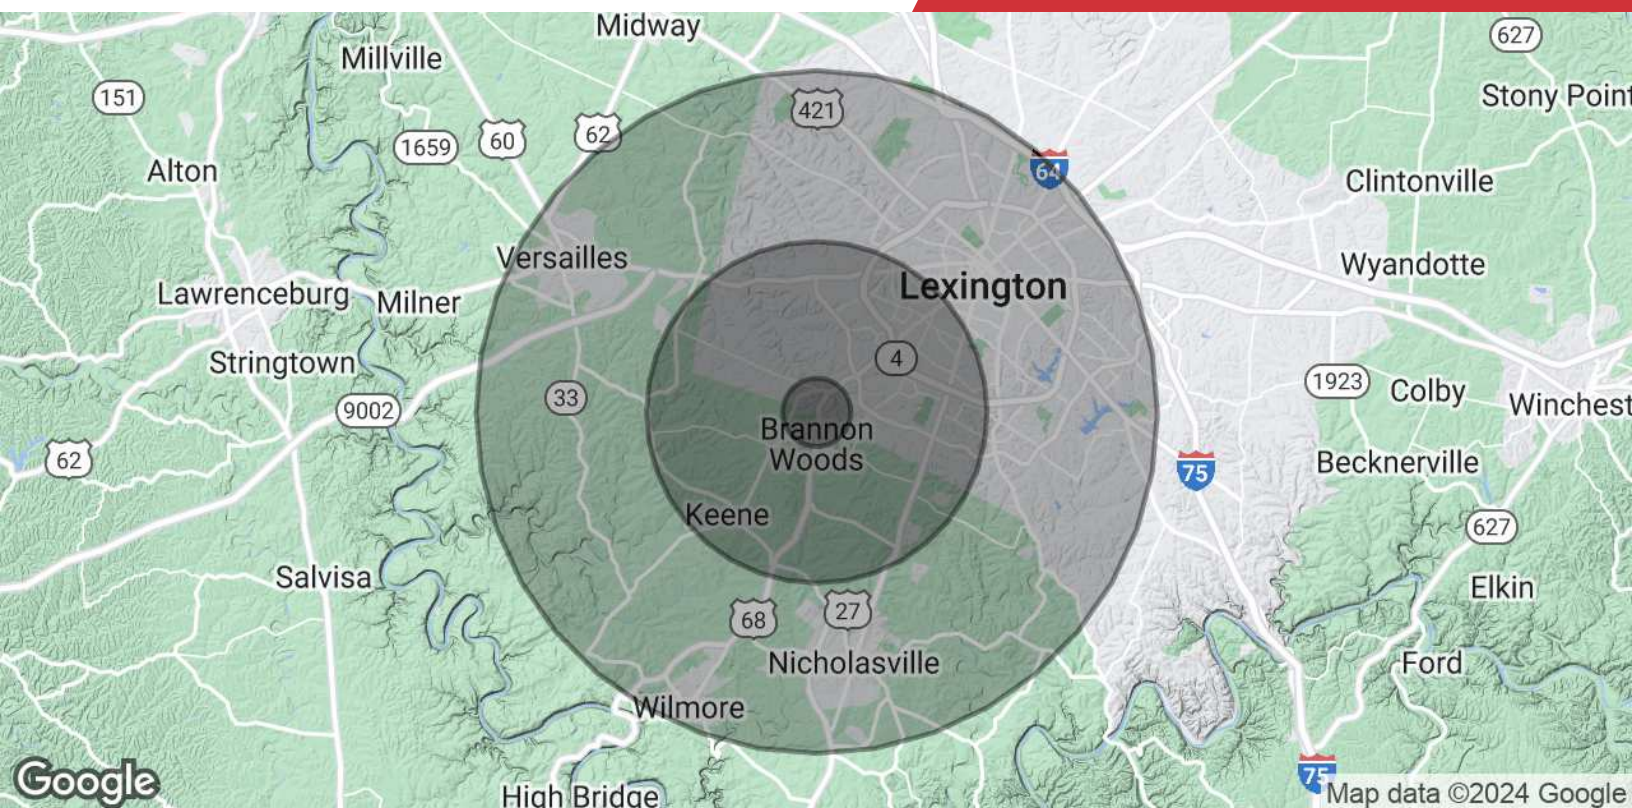 Midway
627
Millville
151
Stony Point
421
62
60
1659
64
Alton
Clintonville
Versailles
Wyandotte
Lexington
Lawrenceburg
Milner
4
Stringtown
1923
Colby
33
9002
Winchest
Brannon
Woods
62
Becknerville
75
Keene
627
Salvisa
Elkin
68
27
Nicholasville
Ford
Wilmore
75
Google
High Bridge
Map data ©2024 Google